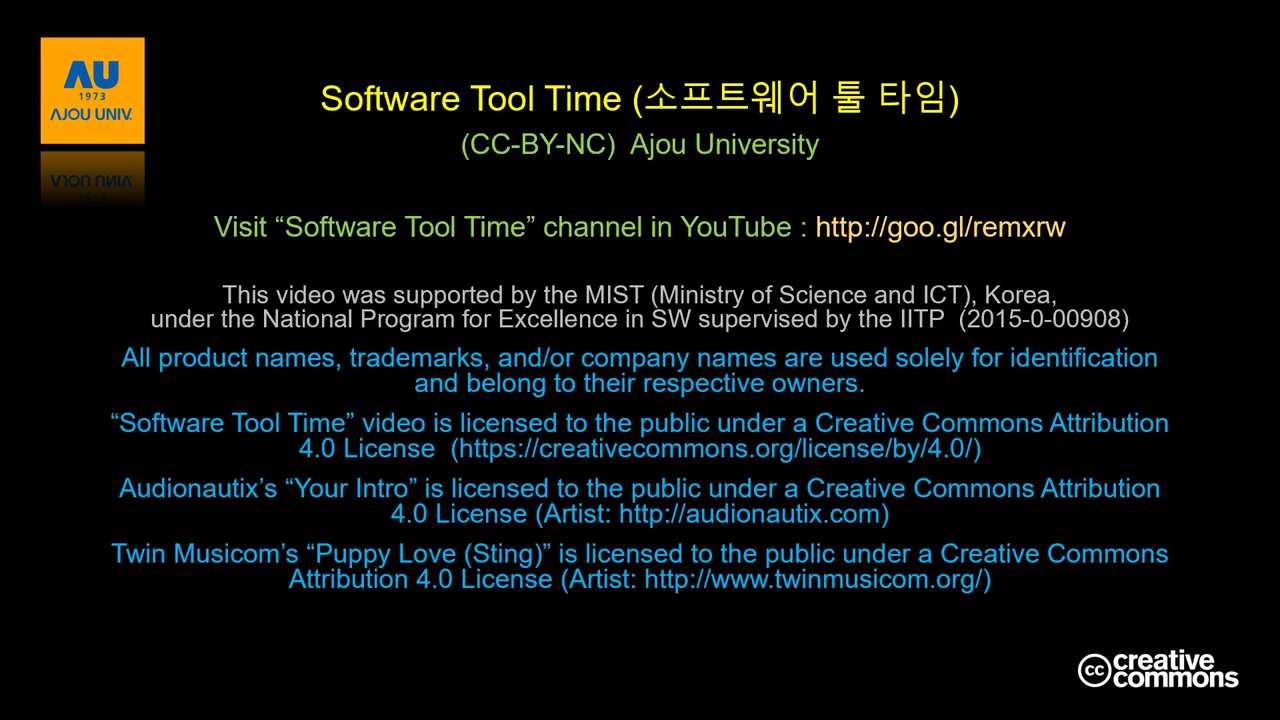 AU
1973
AJOU UNIV.
Software Tool Time (소프트웨어 툴 타임)
(CC-BY-NC) Ajou University
Visit “Software Tool Time” channel in YouTube : http://goo.gl/remxrw
This video was supported by the MIST (Ministry of Science and ICT), Korea,
under the National Program for Excellence in SW supervised by the IITP (2015-0-00908)
All product names, trademarks, and/or company names are used solely for identification
and belong to their respective owners.
“Software Tool Time” video is licensed to the public under a Creative Commons Attribution
4.0 License (https://creativecommons.org/license/by/4.0/)
Audionautix’s “Your Intro” is licensed to the public under a Creative Commons Attribution
4.0 License (Artist: http://audionautix.com)
Twin Musicom’s “Puppy Love (Sting)” is licensed to the public under a Creative Commons
Attribution 4.0 License (Artist: http://www.twinmusicom.org/)
cc creative
commons